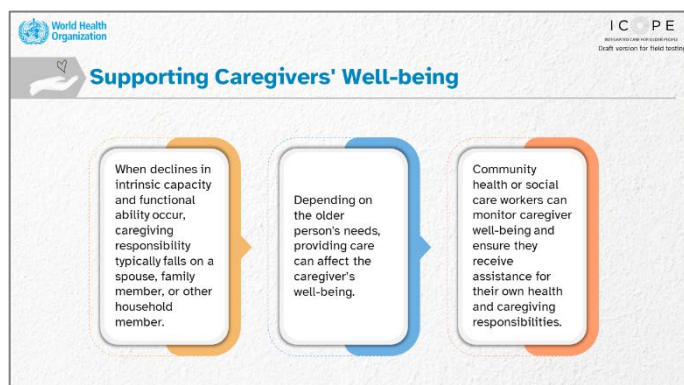 World Health
Organization
ICOPE
INTEGRATED CARE FOR OLDER PEOPLE
Draft version for field testing
Supporting Caregivers' Well-being
When declines in
intrinsic capacity
and functional
ability occur,
caregiving
responsibility
typically falls on a
spouse, family
member, or other
household
member.
Depending on
the older
person's needs,
providing care
can affect the
caregiver's
well-being.
Community
health or social
care workers can
monitor caregiver
well-being and
ensure they
receive
assistance for
their own health
and caregiving
responsibilities.